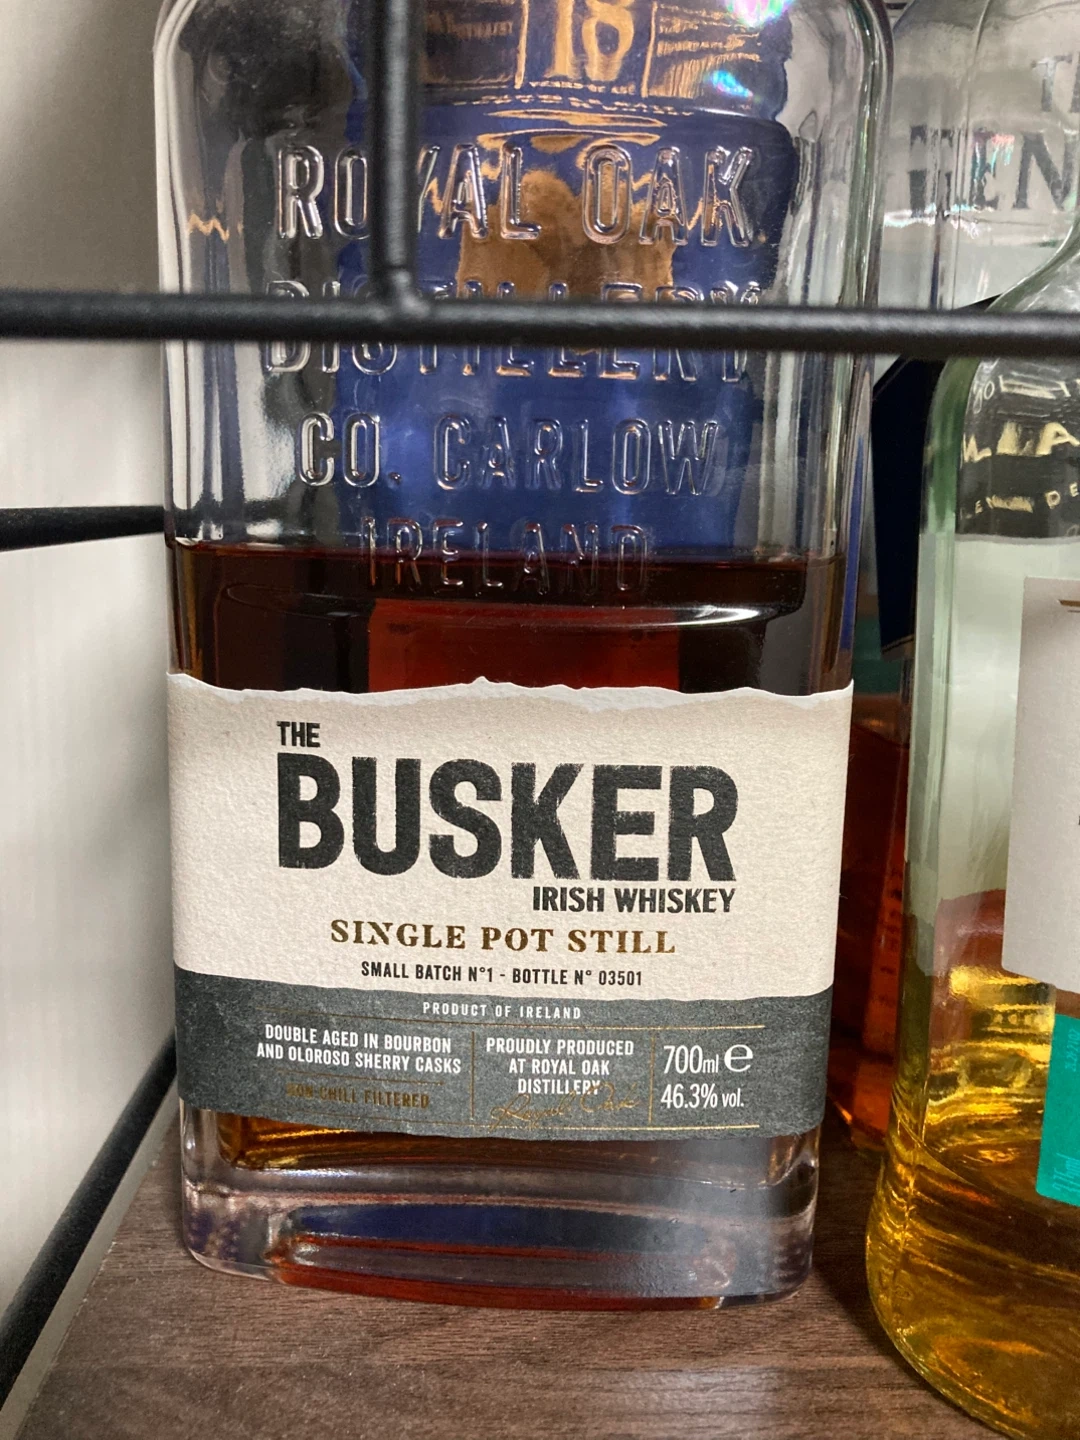 18
ROYAL OAK
DISTILLERY
CO. CARLOW
IRELAND
THE
BUSKER
IRISH WHISKEY
SINGLE POT STILL
SMALL BATCH N°1 - BOTTLE N° 03501
PRODUCT OF IRELAND
DOUBLE AGED IN BOURBON
AND OLOROSO SHERRY CASKS
NON CHILL FILTERED
PROUDLY PRODUCED
AT ROYAL OAK
DISTILLERY
Royal Oak
700ml e
46.3% vol.